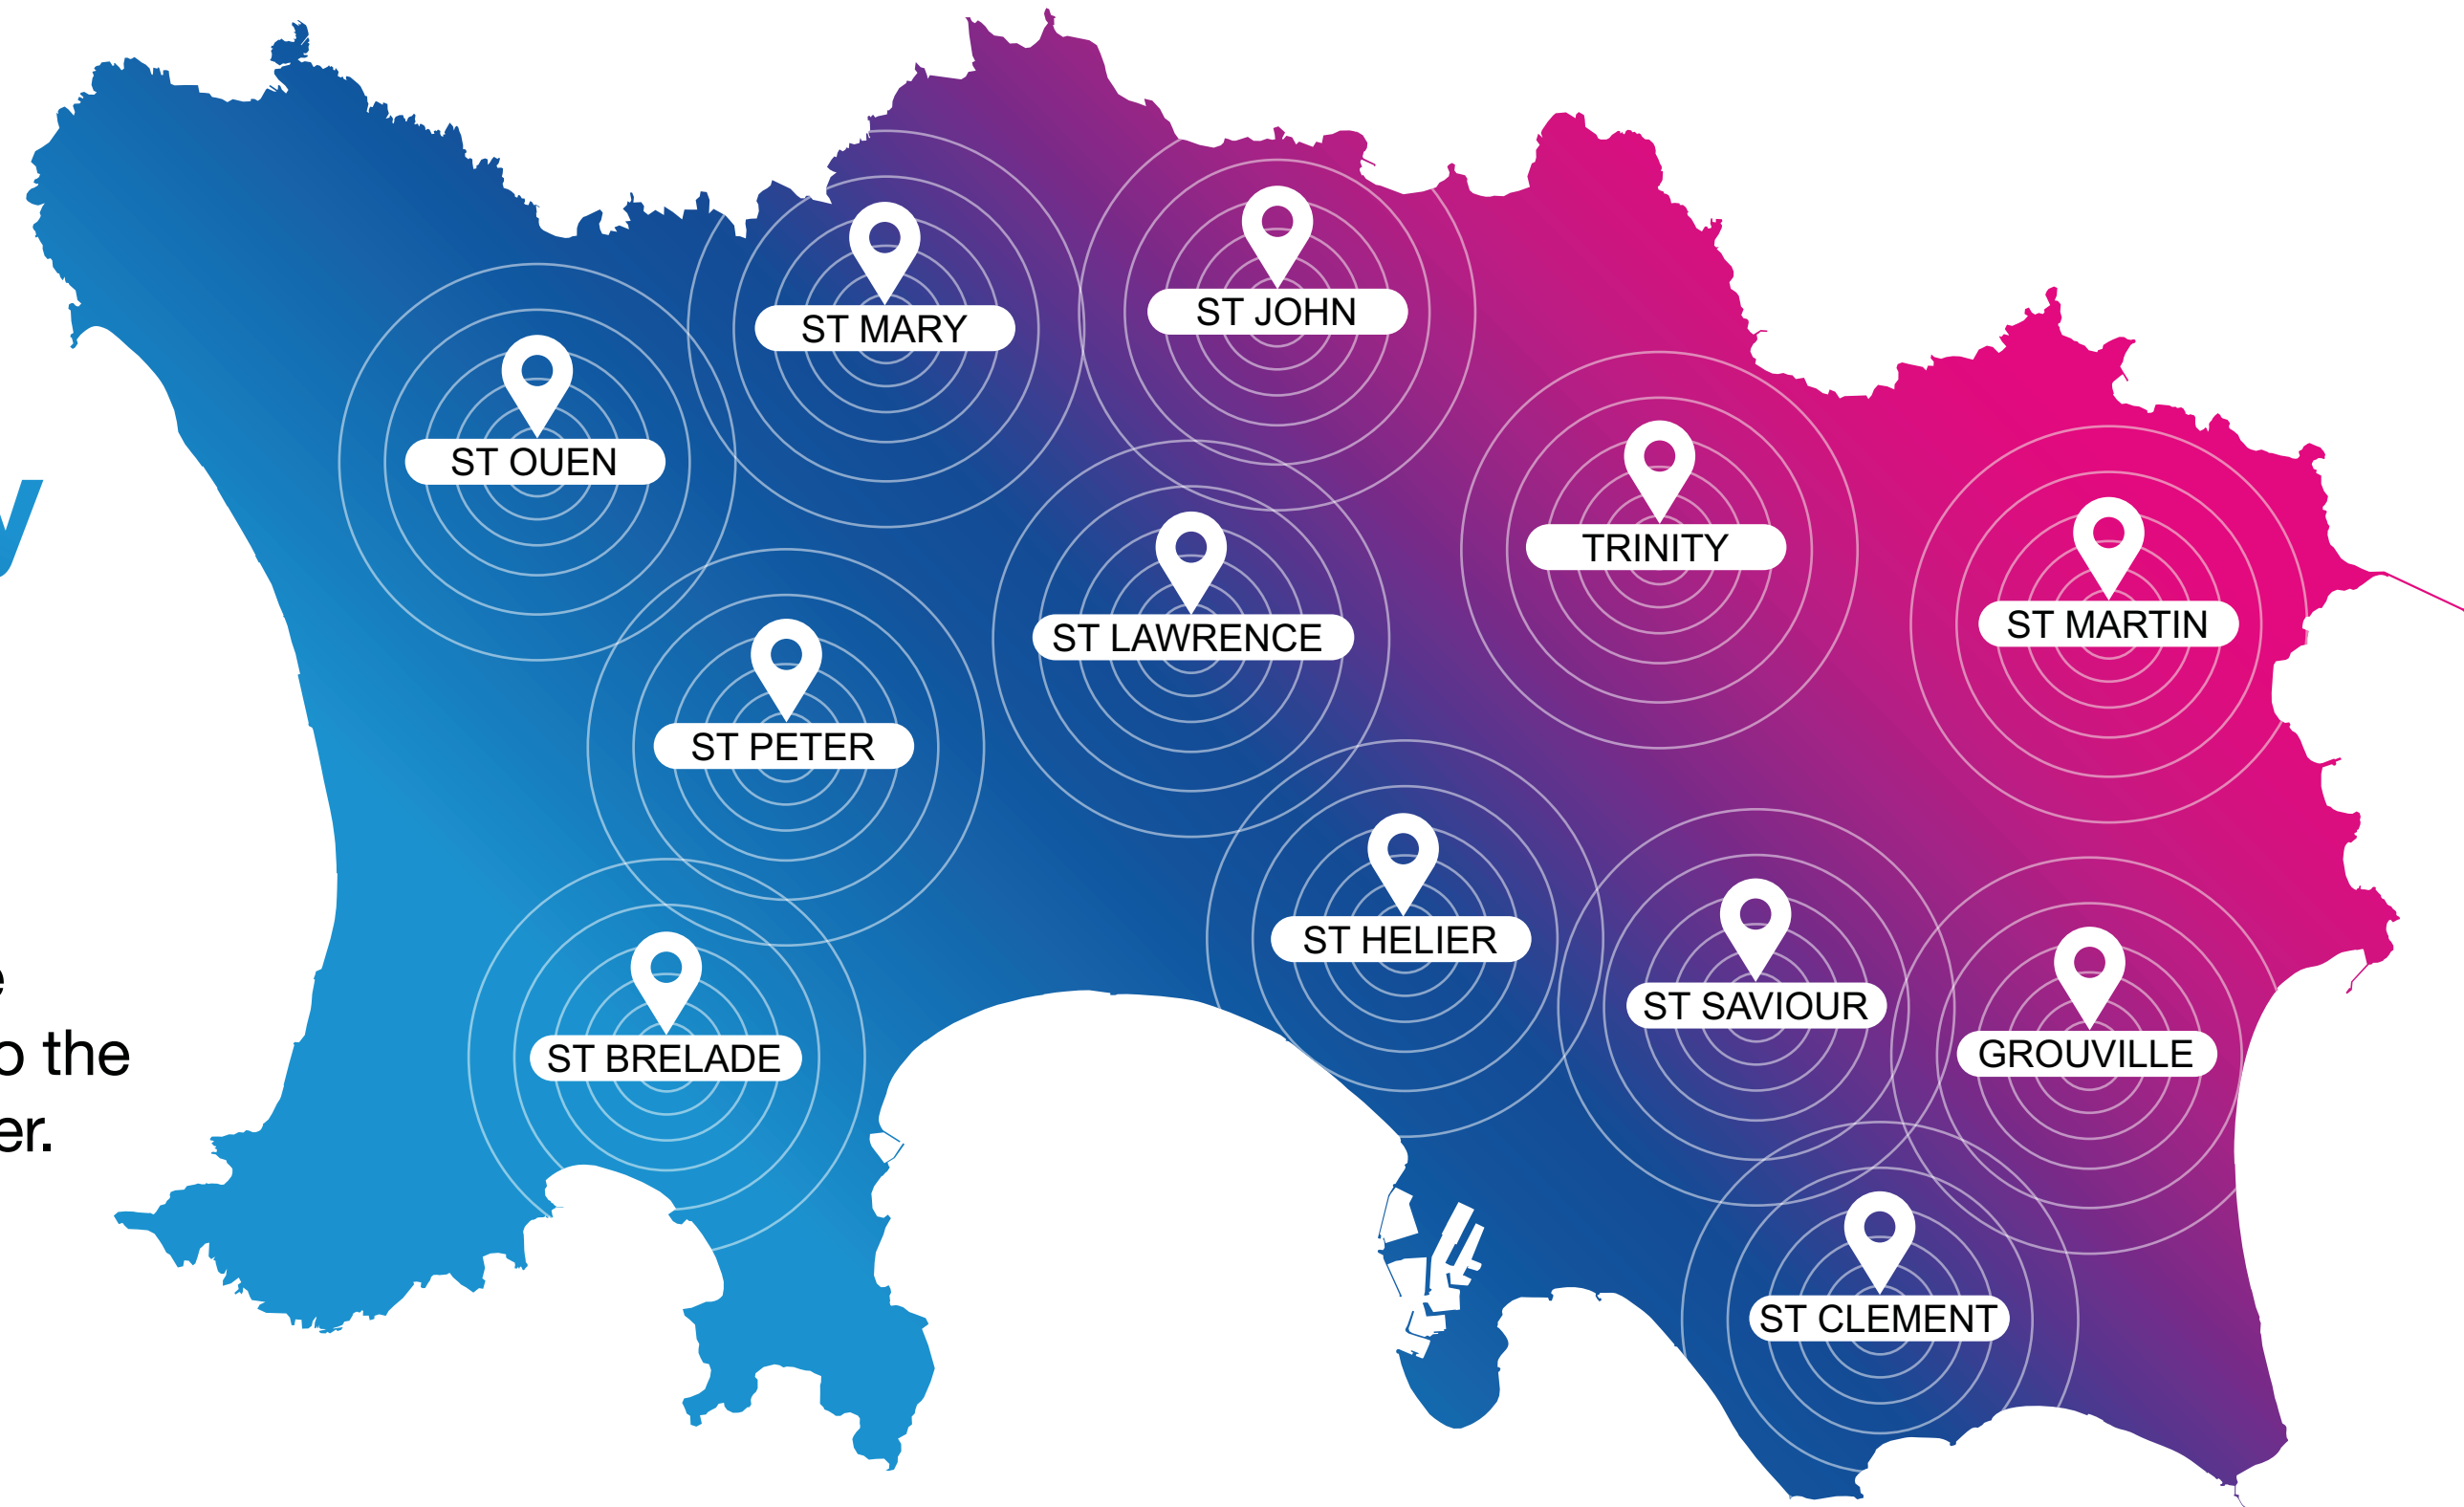 ST JOHN
ST MARY
ST OUEN
TRINITY
ST MARTIN
ST LAWRENCE
ST PETER
ST HELIER
ST SAVIOUR
the
GROUVILLE
ST BRELADE
ST CLEMENT